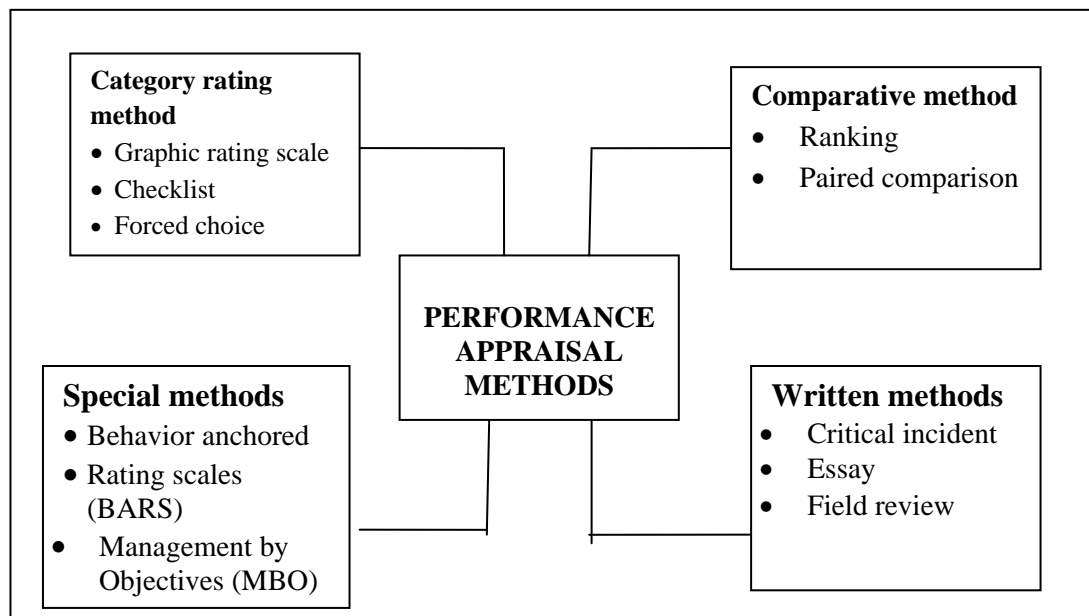 Category rating
method
• Graphic rating scale
• Checklist
• Forced choice
Comparative method
• Ranking
• Paired comparison
PERFORMANCE
APPRAISAL
METHODS
Special methods
• Behavior anchored
• Rating scales
(BARS)
• Management by
Objectives (MBO)
Written methods
• Critical incident
• Essay
• Field review